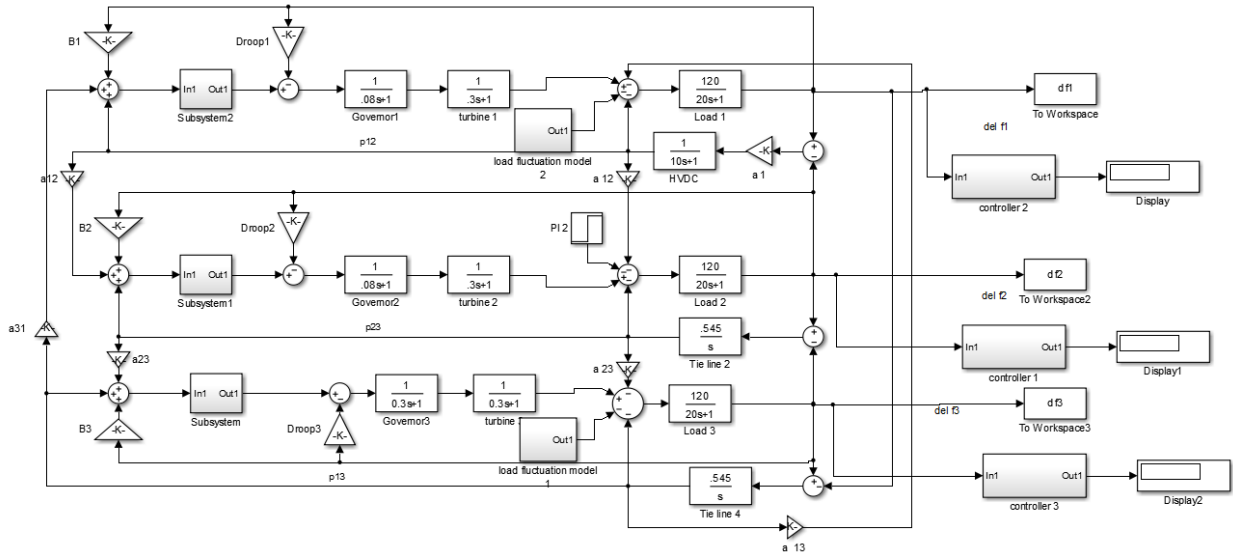 B1
-K-
Droop1
-K-
In1 Out1
Subsystem2
1
.08s+1
Governor1
1
.3s+1
turbine 1
Out1
load fluctuation model
2
120
20s+1
Load 1
df1
To Workspace
del f1
p12
1
10s+1
HVDC
-K-
a 1
a12
-K-
a 12
-K-
In1 Out1
controller 2
Display
B2
-K-
Droop2
-K-
PI 2
In1 Out1
Subsystem1
1
.08s+1
Governor2
1
.3s+1
turbine 2
120
20s+1
Load 2
df2
To Workspace2
del f2
a31
-K-
p23
.545
s
Tie line 2
In1 Out1
controller 1
Display1
-K-
a23
a 23
-K-
In1 Out1
Subsystem
1
0.3s+1
Governor3
1
0.3s+1
turbine 3
120
20s+1
Load 3
df3
To Workspace3
del f3
B3
-K-
Droop3
-K-
Out1
load fluctuation model
1
p13
.545
s
Tie line 4
In1 Out1
controller 3
Display2
K-
a 13